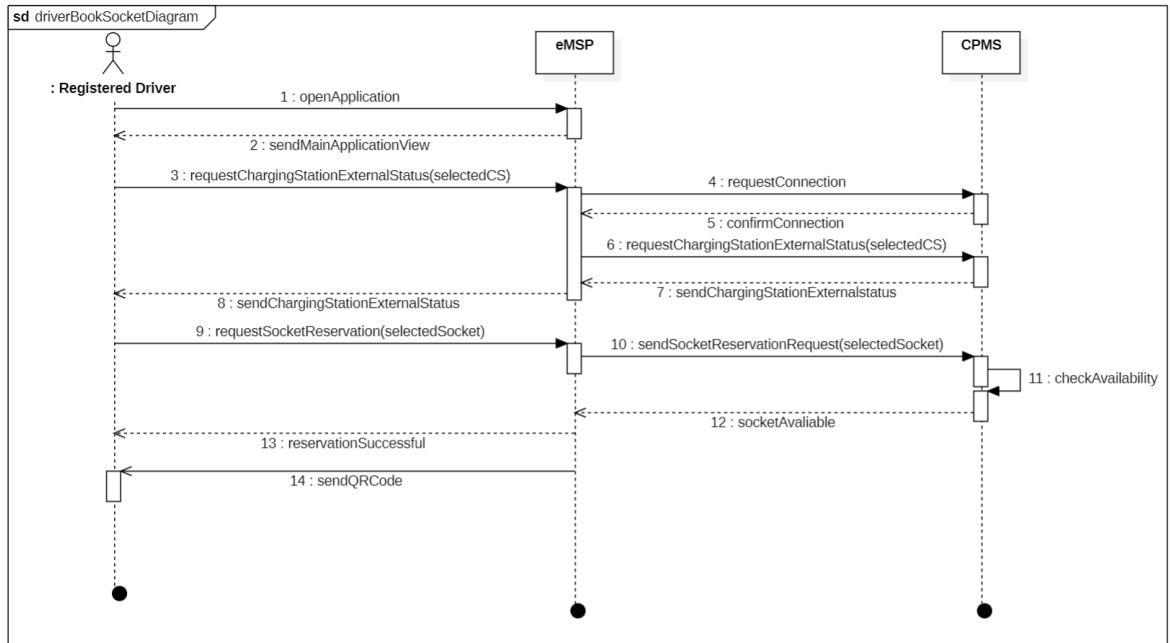 sd driverBookSocketDiagram
eMSP
CPMS
: Registered Driver
1 : openApplication
2 : sendMainApplicationView
3 : requestChargingStationExternalStatus(selectedCS)
4 : requestConnection
5 : confirmConnection
6 : requestChargingStationExternalStatus(selectedCS)
7 : sendChargingStationExternalstatus
8 : sendChargingStationExternalStatus
9 : requestSocketReservation(selectedSocket)
10 : sendSocketReservationRequest(selectedSocket)
11 : checkAvailability
12 : socketAvaliable
13 : reservationSuccessful
14 : sendQRCode